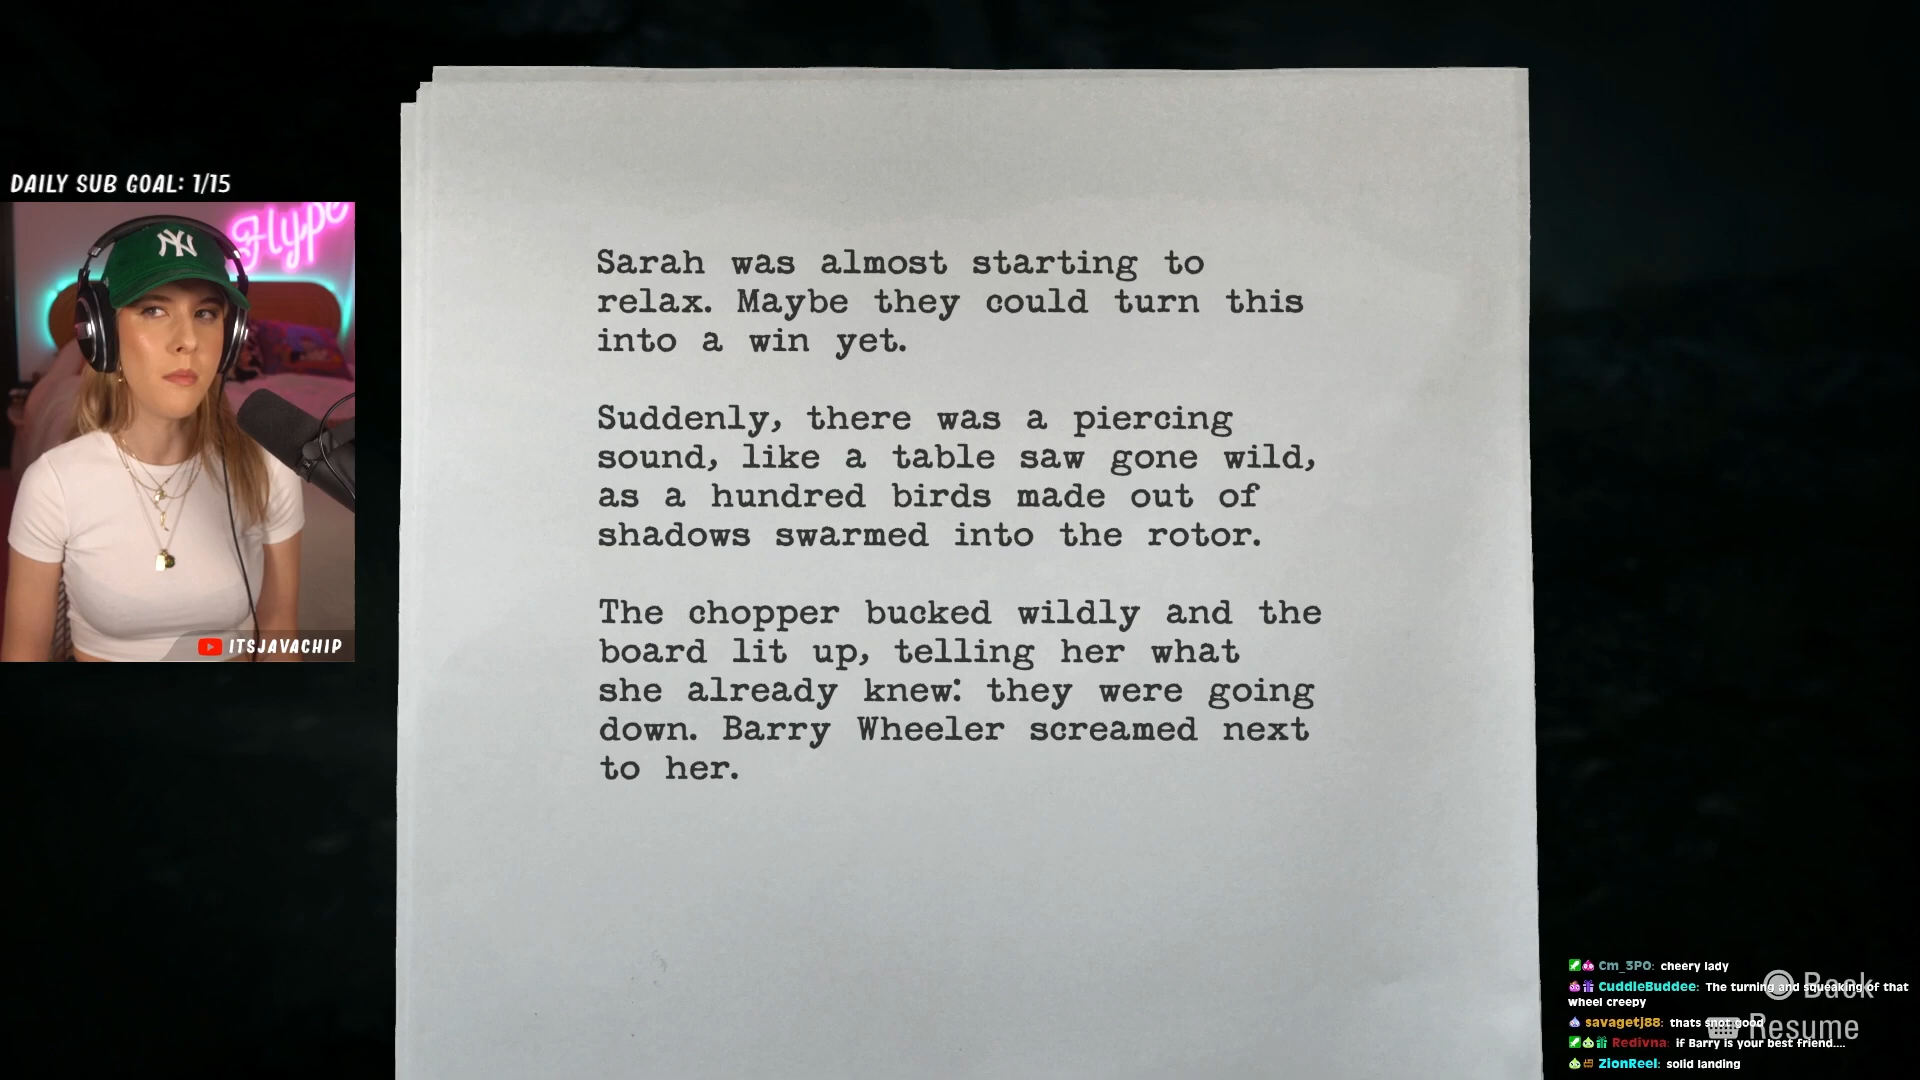 DAILY SUB GOAL: 1/15
Hype
NY
ITSJAVACHIP
Sarah was almost starting to
relax. Maybe they could turn this
into a win yet.
Suddenly, there was a piercing
sound, like a table saw gone wild,
as a hundred birds made out of
shadows swarmed into the rotor.
The chopper bucked wildly and the
board lit up, telling her what
she already knew: they were going
down. Barry Wheeler screamed next
to her.
Cm_3PO: cheery lady
CuddleBuddee: The turning and squeaking of that
wheel creepy
savagetj88: thats snot good
Redivna: if Barry is your best friend....
ZionReel: solid landing
Back
Resume